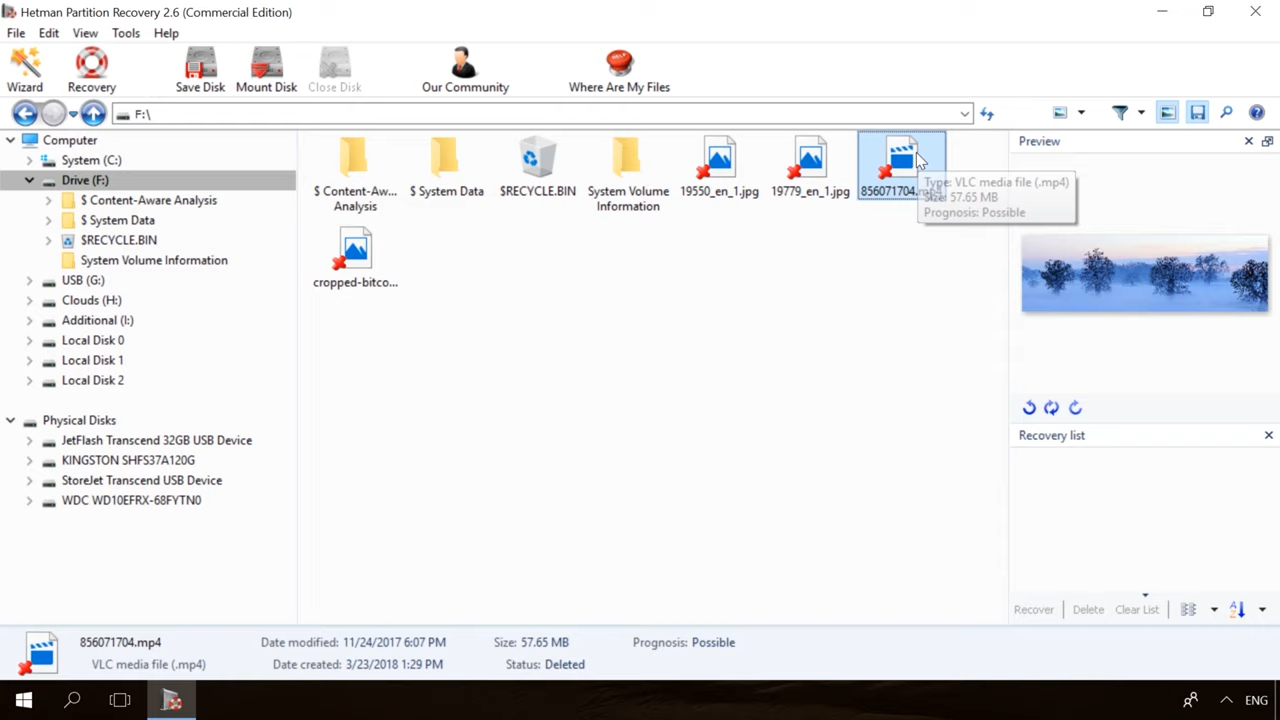 Hetman Partition Recovery 2.6 (Commercial Edition)
File Edit View Tools Help
Wizard Recovery Save Disk Mount Disk Close Disk Our Community Where Are My Files
F:\
Computer
System (C:)
Drive (F:)
$ Content-Aware Analysis
$ System Data
$RECYCLE.BIN
System Volume Information
USB (G:)
Clouds (H:)
Additional (I:)
Local Disk 0
Local Disk 1
Local Disk 2
Physical Disks
JetFlash Transcend 32GB USB Device
KINGSTON SHFS37A120G
StoreJet Transcend USB Device
WDC WD10EFRX-68FYTN0
$ Content-Aw...
Analysis
$ System Data
$RECYCLE.BIN
System Volume
Information
19550_en_1.jpg
19779_en_1.jpg
856071704.mp4
cropped-bitco...
Type: VLC media file (.mp4)
Size: 57.65 MB
Prognosis: Possible
Preview
Recovery list
Recover Delete Clear List
856071704.mp4 Date modified: 11/24/2017 6:07 PM Size: 57.65 MB Prognosis: Possible
VLC media file (.mp4) Date created: 3/23/2018 1:29 PM Status: Deleted
ENG